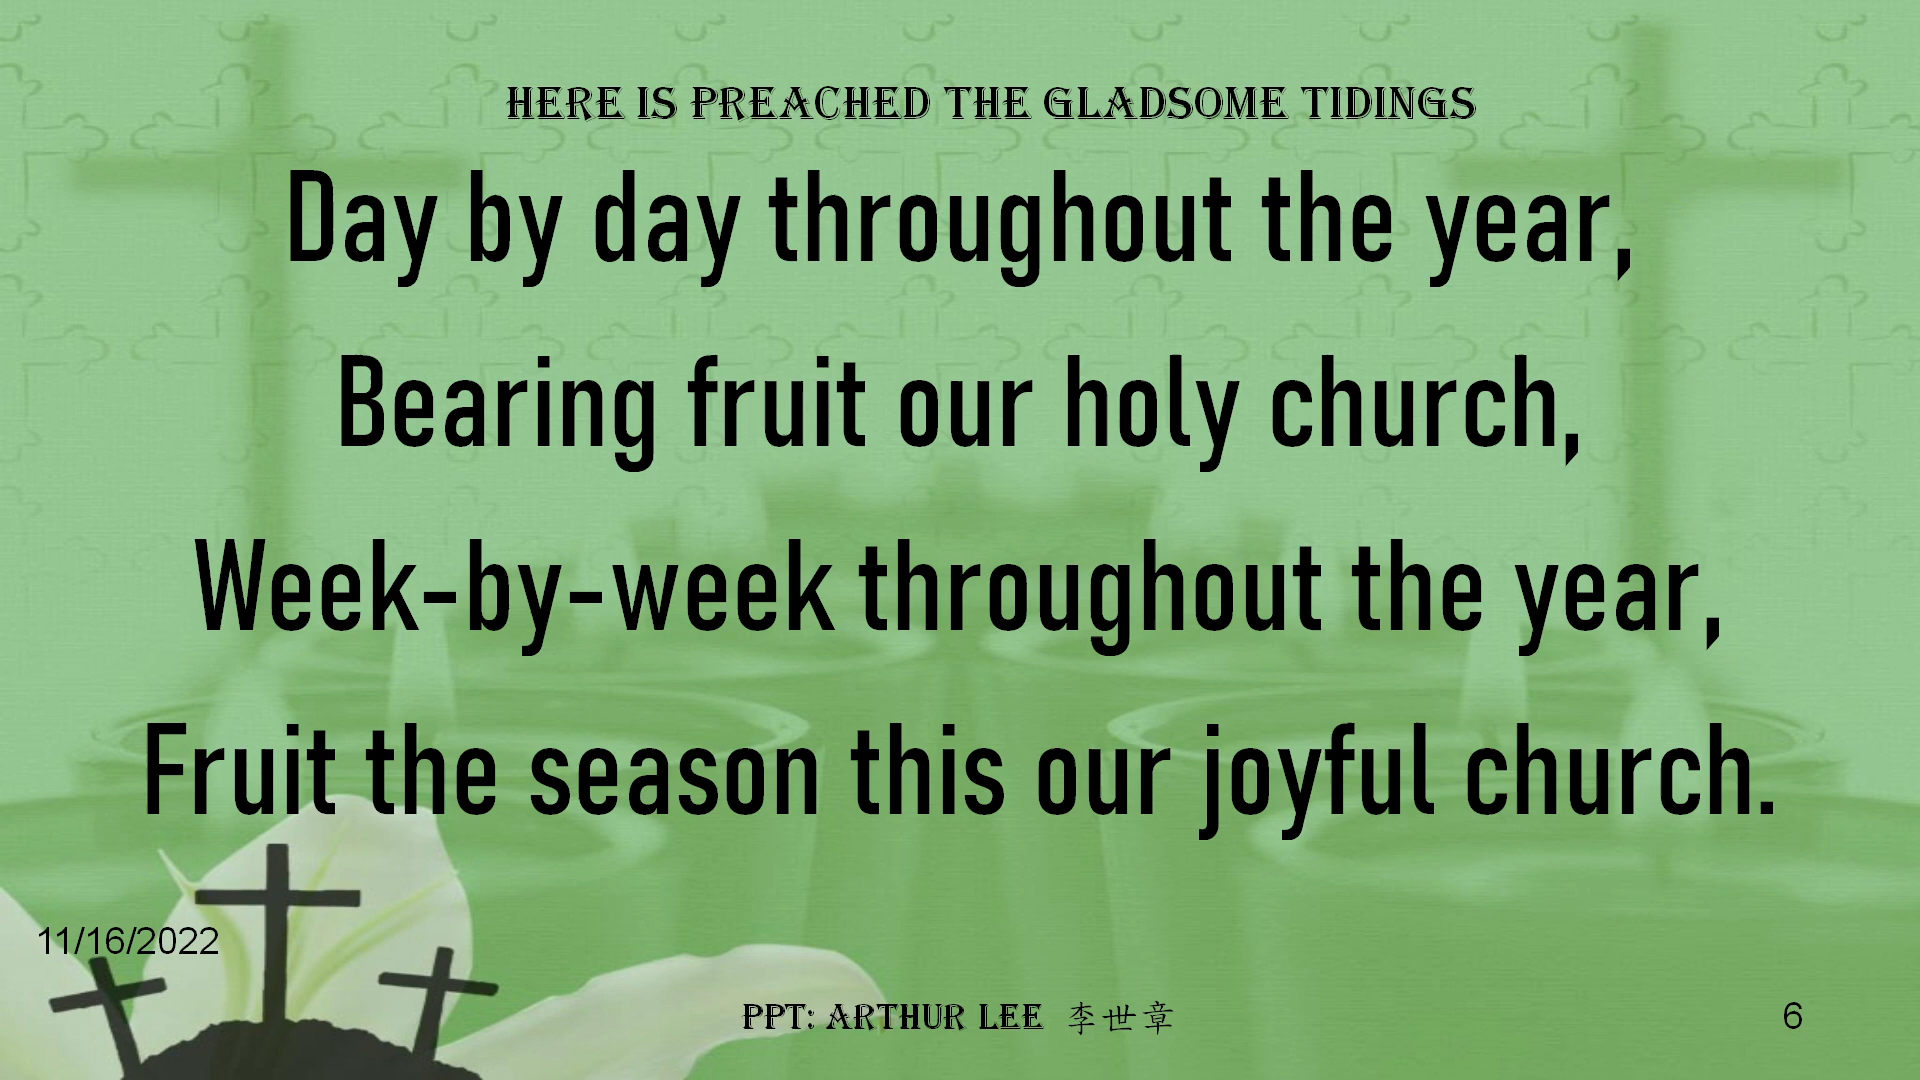 HERE IS PREACHED THE GLADSOME TIDINGS
Day by day throughout the year,
Bearing fruit our holy church,
Week-by-week throughout the year,
Fruit the season this our joyful church.
11/16/2022
PPT: ARTHUR LEE 李世章
6